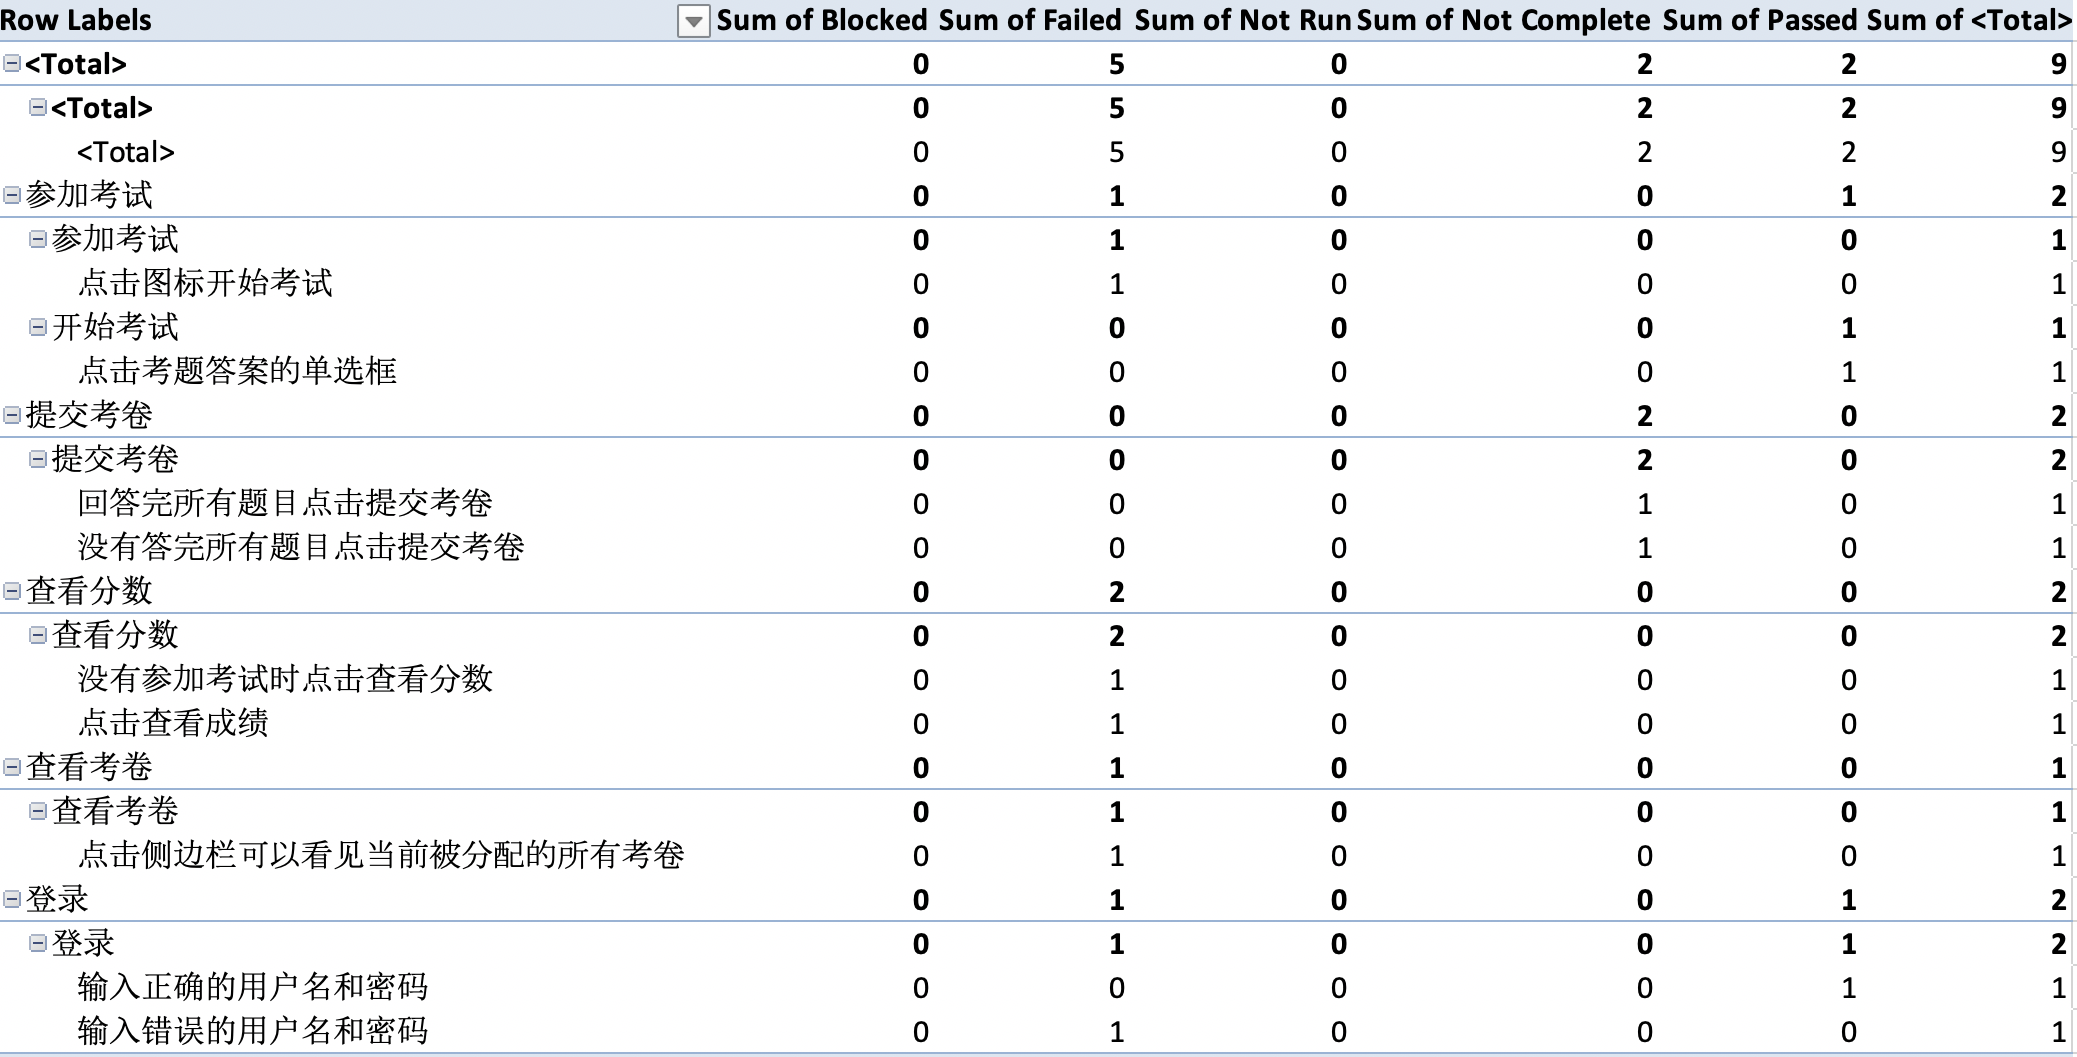 Row Labels Sum of Blocked Sum of Failed Sum of Not Run Sum of Not Complete Sum of Passed Sum of <Total>
<Total> 0 5 0 2 2 9
<Total> 0 5 0 2 2 9
<Total> 0 5 0 2 2 9
参加考试 0 1 0 0 1 2
参加考试 0 1 0 0 0 1
点击图标开始考试 0 1 0 0 0 1
开始考试 0 0 0 0 1 1
点击考题答案的单选框 0 0 0 0 1 1
提交考卷 0 0 0 2 0 2
提交考卷 0 0 0 2 0 2
回答完所有题目点击提交考卷 0 0 0 1 0 1
没有答完所有题目点击提交考卷 0 0 0 1 0 1
查看分数 0 2 0 0 0 2
查看分数 0 2 0 0 0 2
没有参加考试时点击查看分数 0 1 0 0 0 1
点击查看成绩 0 1 0 0 0 1
查看考卷 0 1 0 0 0 1
查看考卷 0 1 0 0 0 1
点击侧边栏可以看见当前被分配的所有考卷 0 1 0 0 0 1
登录 0 1 0 0 1 2
登录 0 1 0 0 1 2
输入正确的用户名和密码 0 0 0 0 1 1
输入错误的用户名和密码 0 1 0 0 0 1